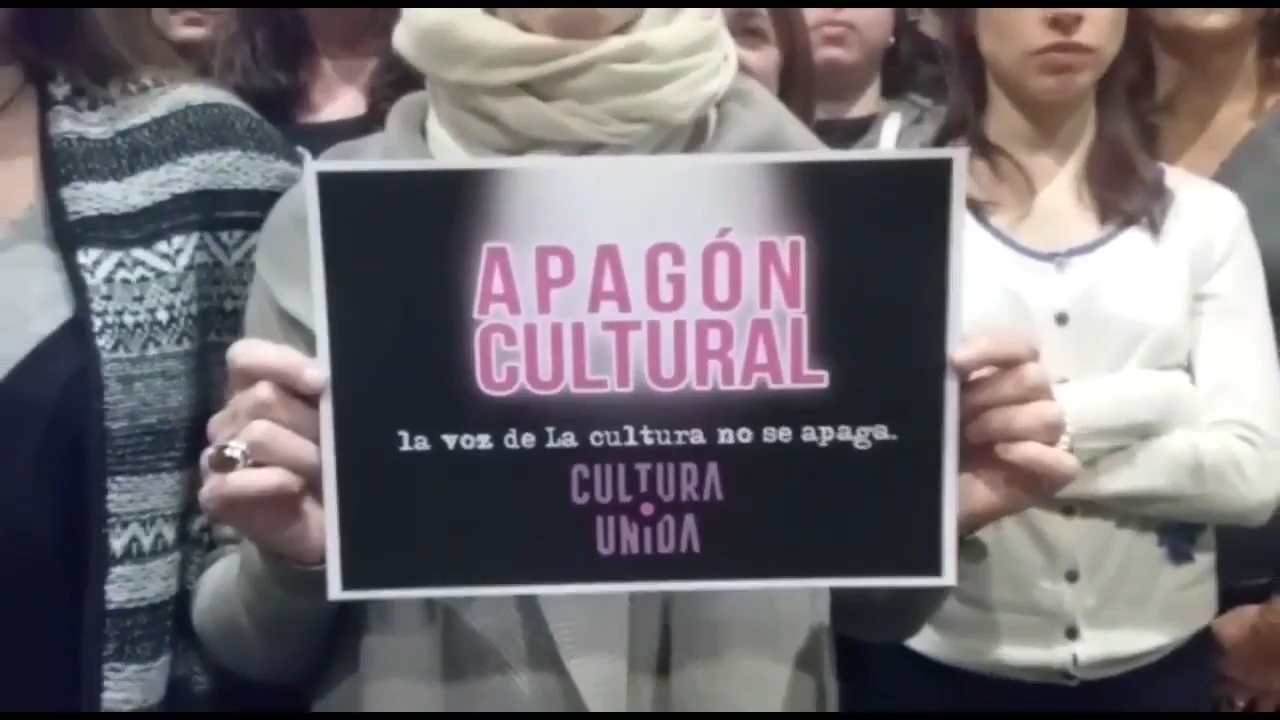 APAGÓN
CULTURAL
la voz de La cultura no se apaga.
CULTURA
UNIDA